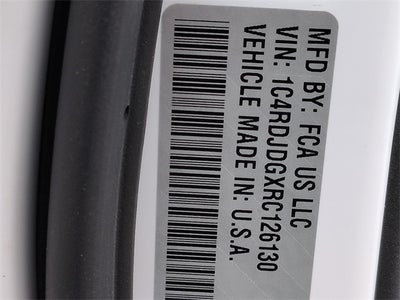 MFD BY: FCA US LLC
VIN: 1C4RDJDGXRC126130
VEHICLE MADE IN: U.S.A.